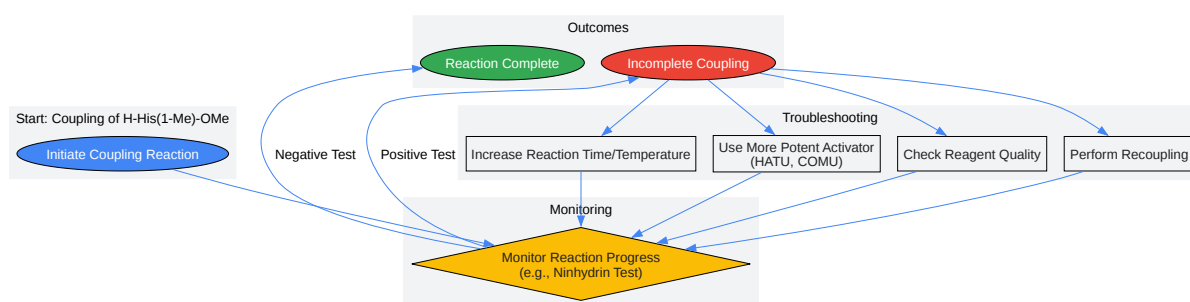 Outcomes
Reaction Complete
Incomplete Coupling
Start: Coupling of H-His(1-Me)-OMe
Initiate Coupling Reaction
Negative Test
Positive Test
Troubleshooting
Increase Reaction Time/Temperature
Use More Potent Activator
(HATU, COMU)
Check Reagent Quality
Perform Recoupling
Monitoring
Monitor Reaction Progress
(e.g., Ninhydrin Test)